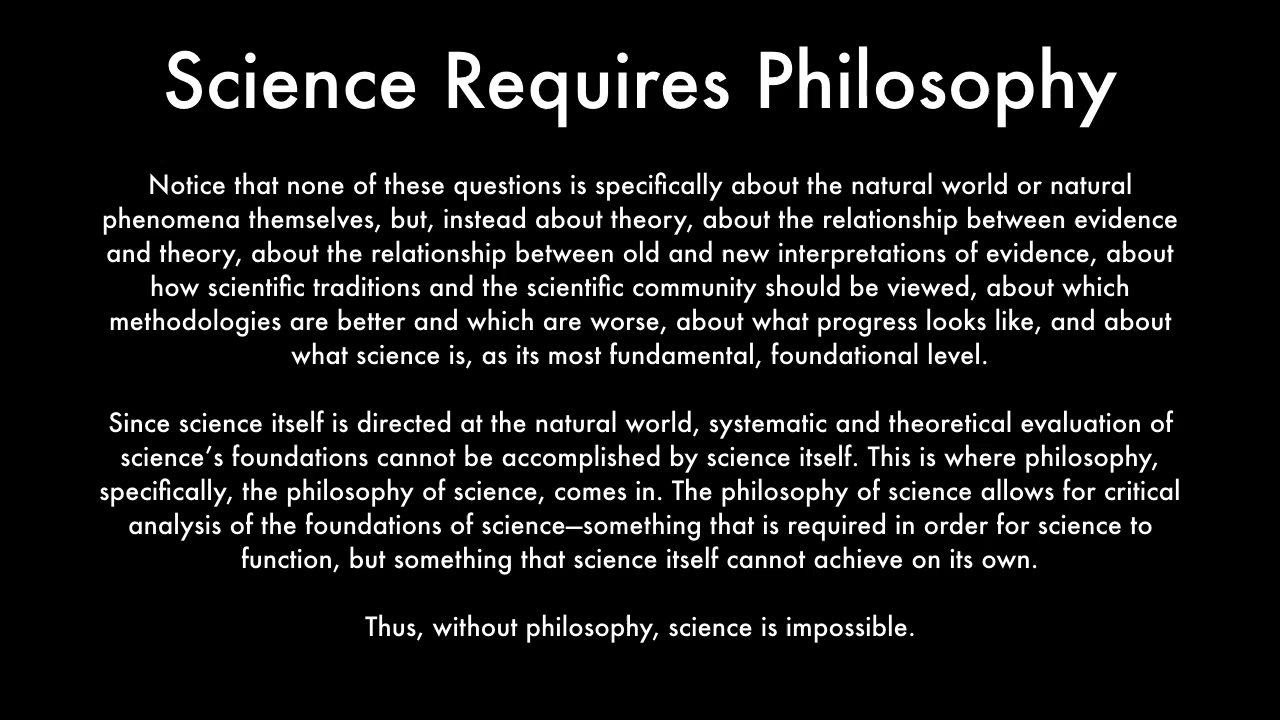 Science Requires Philosophy
Notice that none of these questions is specifically about the natural world or natural
phenomena themselves, but, instead about theory, about the relationship between evidence
and theory, about the relationship between old and new interpretations of evidence, about
how scientific traditions and the scientific community should be viewed, about which
methodologies are better and which are worse, about what progress looks like, and about
what science is, as its most fundamental, foundational level.
Since science itself is directed at the natural world, systematic and theoretical evaluation of
science’s foundations cannot be accomplished by science itself. This is where philosophy,
specifically, the philosophy of science, comes in. The philosophy of science allows for critical
analysis of the foundations of science—something that is required in order for science to
function, but something that science itself cannot achieve on its own.
Thus, without philosophy, science is impossible.